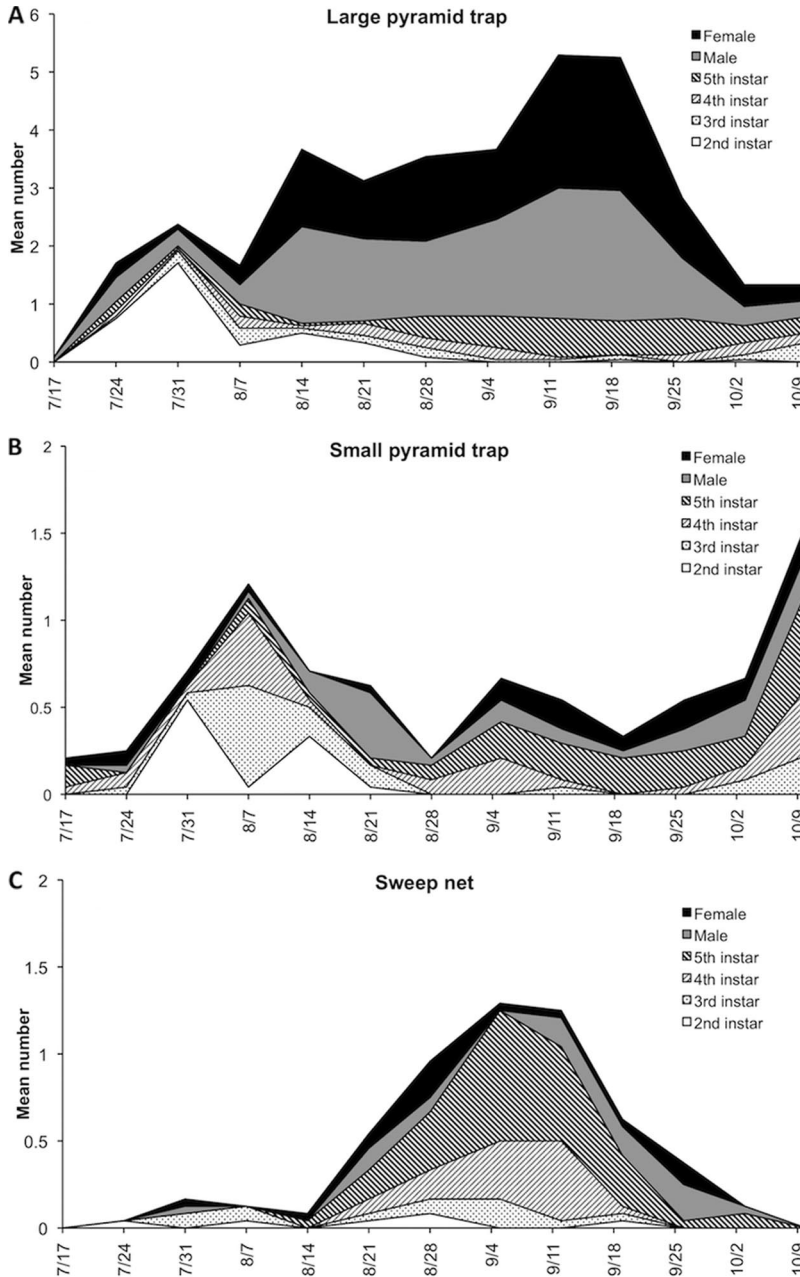 A
Large pyramid trap
6
5
4
3
2
1
0
Mean number
Female
Male
5th instar
4th instar
3rd instar
2nd instar
7/17
7/24
7/31
8/7
8/14
8/21
8/28
9/4
9/11
9/18
9/25
10/2
10/9
B
Small pyramid trap
2
1.5
1
0.5
0
Mean number
Female
Male
5th instar
4th instar
3rd instar
2nd instar
7/17
7/24
7/31
8/7
8/14
8/21
8/28
9/4
9/11
9/18
9/25
10/2
10/9
C
Sweep net
2
1.5
1
0.5
0
Mean number
Female
Male
5th instar
4th instar
3rd instar
2nd instar
7/17
7/24
7/31
8/7
8/14
8/21
8/28
9/4
9/11
9/18
9/25
10/2
10/9